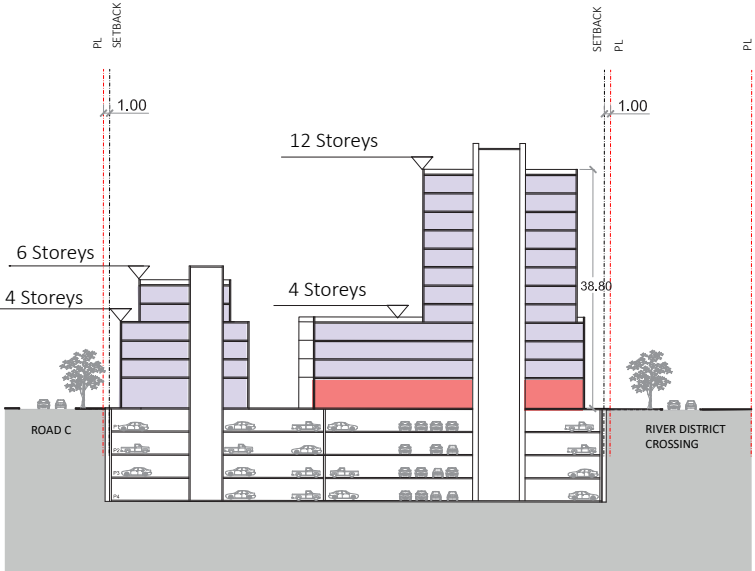 PL
SETBACK
SETBACK
PL
PL
1.00
1.00
12 Storeys
6 Storeys
4 Storeys
4 Storeys
38.80
ROAD C
RIVER DISTRICT
CROSSING
P1
P2
P3
P4